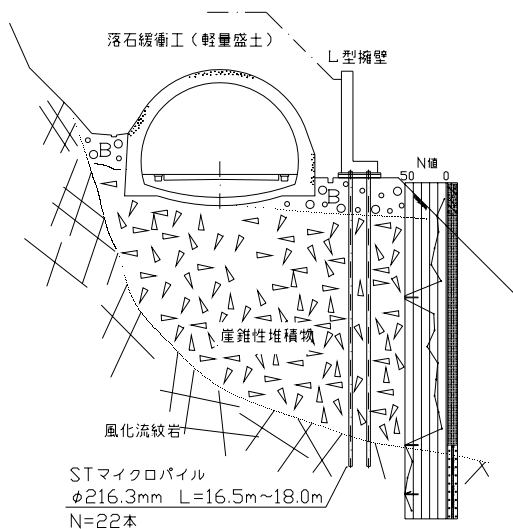 落石緩衝工（軽量盛土）
L型擁壁
N値
50 0
B
B
崖錐性堆積物
風化流紋岩
STマイクロパイル
φ216.3mm L=16.5m～18.0m
N=22本